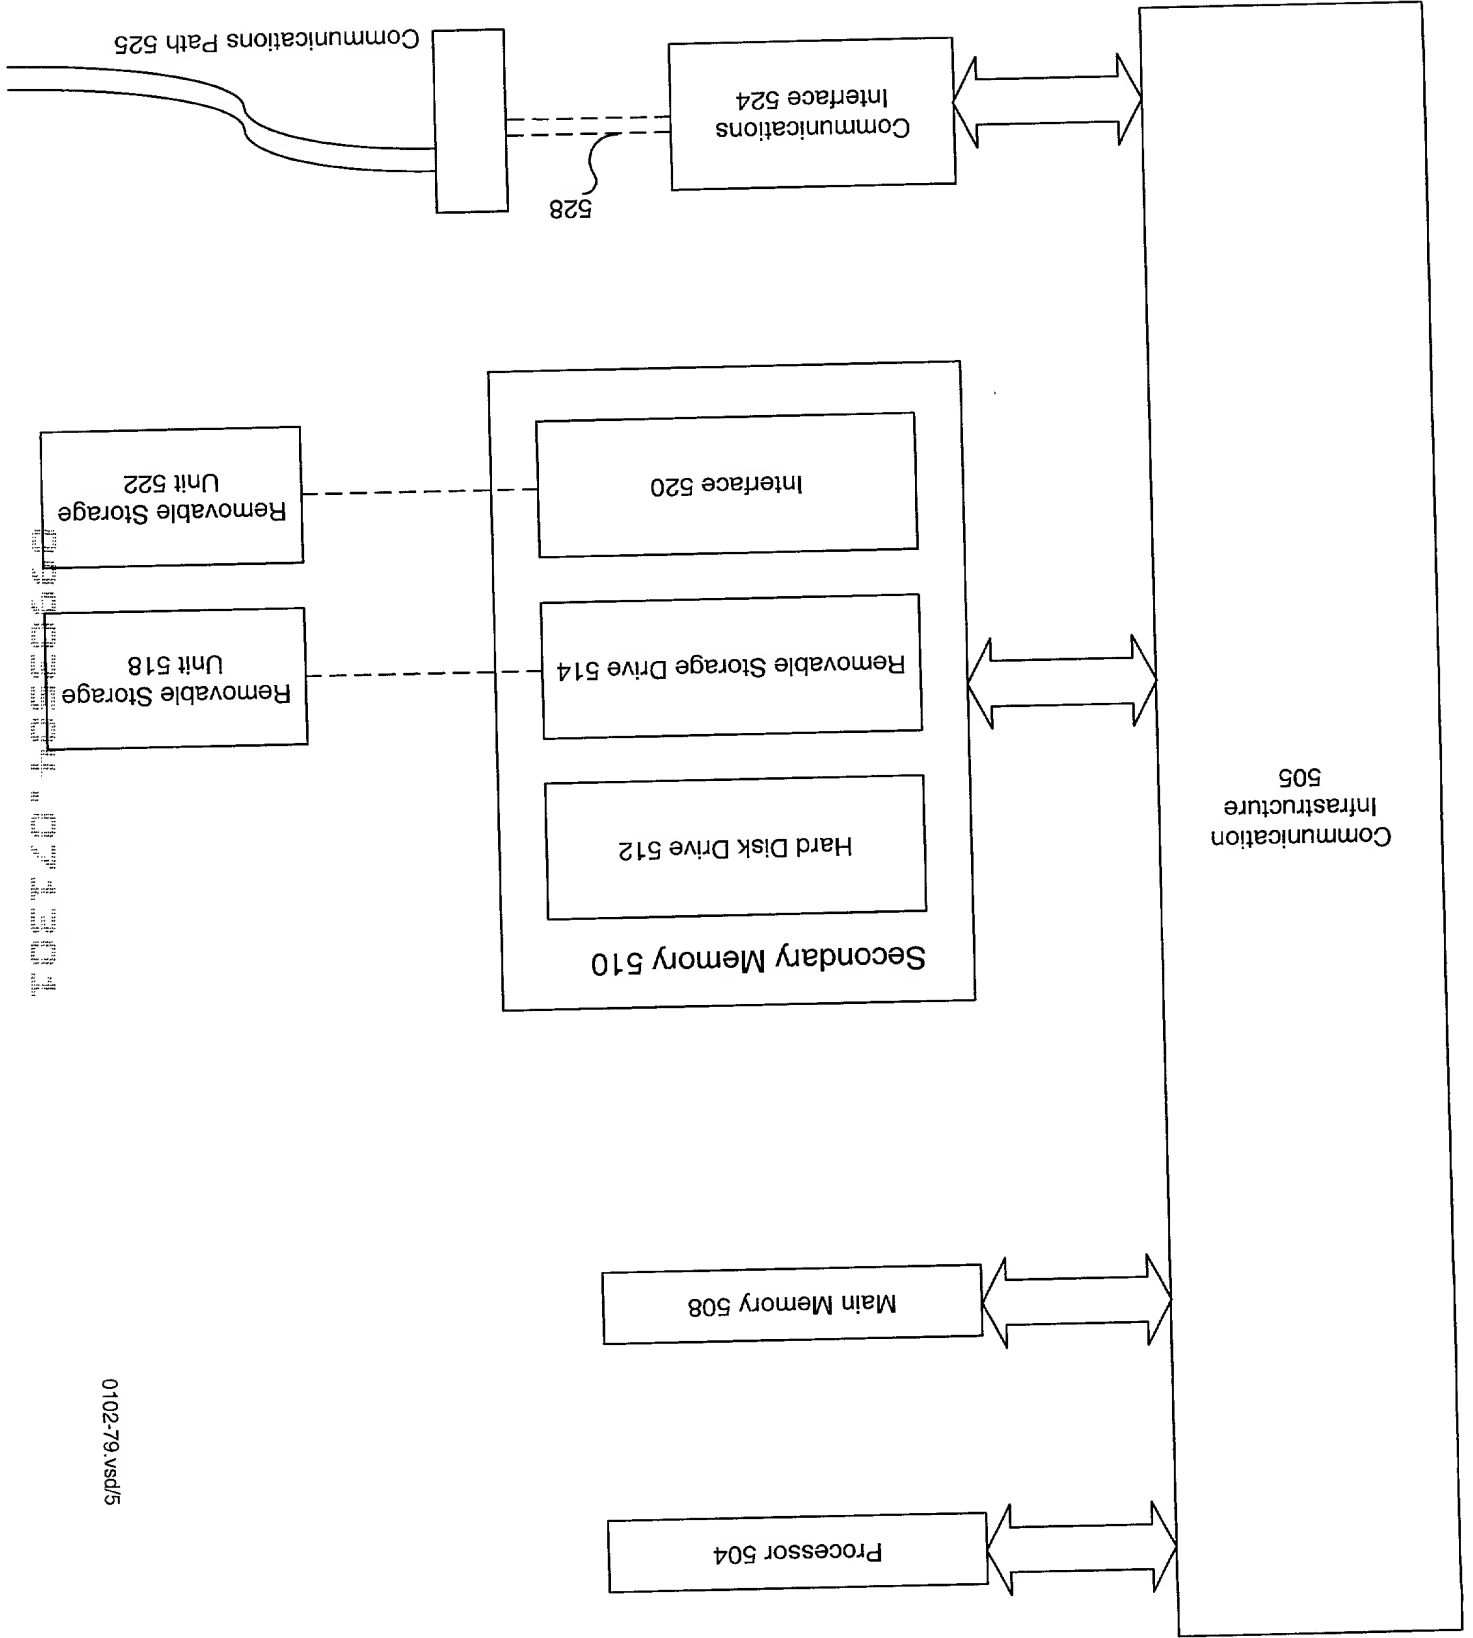 Processor 504
Main Memory 508
Communication
Infrastructure
505
Secondary Memory 510
Hard Disk Drive 512
Removable Storage Drive 514
Removable Storage
Unit 518
Interface 520
Removable Storage
Unit 522
528
Communications
Interface 524
Communications Path 525
0102-79.vsd/5